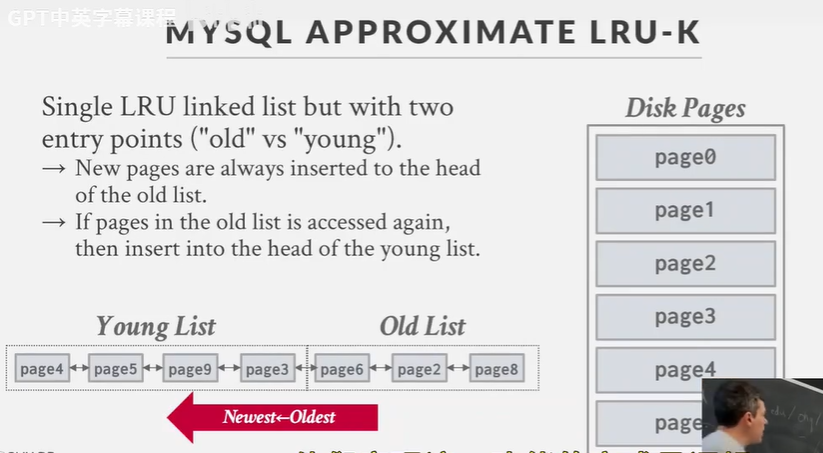 GPT中英字幕课程
MYSQL APPROXIMATE LRU-K
Single LRU linked list but with two
entry points ("old" vs "young").
→ New pages are always inserted to the head
of the old list.
→ If pages in the old list is accessed again,
then insert into the head of the young list.
Disk Pages
page0
page1
page2
page3
page4
Young List
Old List
page4 page5 page9 page3 page6 page2 page8
Newest←Oldest